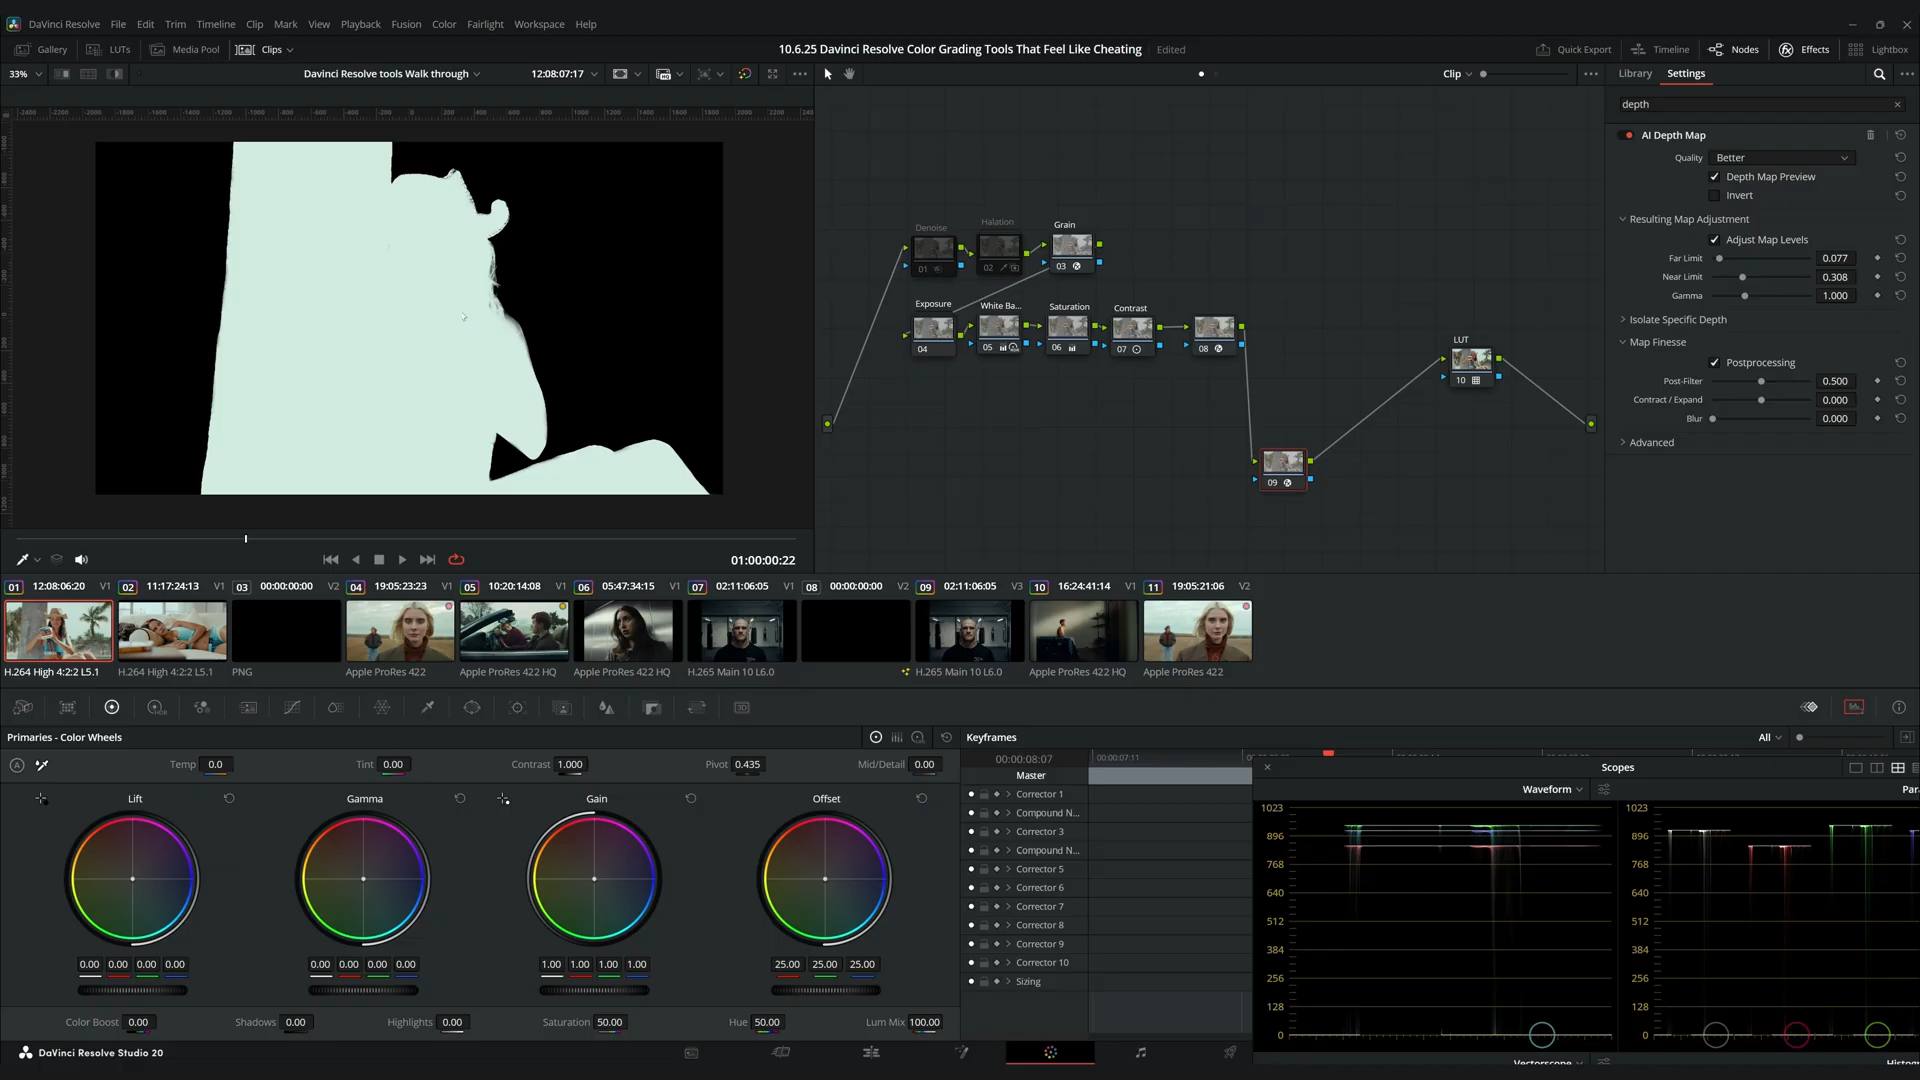 DaVinci Resolve File Edit Trim Timeline Clip Mark View Playback Fusion Color Fairlight Workspace Help
Gallery LUTs Media Pool Clips 10.6.25 Davinci Resolve Color Grading Tools That Feel Like Cheating Edited Quick Export Timeline Nodes Effects Lightbox
33% Davinci Resolve tools Walk through 12:08:07:17 Clip Library Settings
depth
AI Depth Map
Quality Better
Depth Map Preview
Invert
Resulting Map Adjustment
Adjust Map Levels
Far Limit 0.077
Near Limit 0.308
Gamma 1.000
Isolate Specific Depth
Map Finesse
Postprocessing
Post-Filter 0.500
Contract / Expand 0.000
Blur 0.000
Advanced
Denoise Halation Grain
01 02 03
Exposure White Ba... Saturation Contrast
04 05 06 07 08
LUT
10
09
01:00:00:22
01 12:08:06:20 V1 02 11:17:24:13 V1 03 00:00:00:00 V2 04 19:05:23:23 V1 05 10:20:14:08 V1 06 05:47:34:15 V1 07 02:11:06:05 V1 08 00:00:00:00 V2 09 02:11:06:05 V3 10 16:24:41:14 V1 11 19:05:21:06 V2
H.264 High 4:2:2 L5.1 H.264 High 4:2:2 L5.1 PNG Apple ProRes 422 Apple ProRes 422 HQ Apple ProRes 422 HQ H.265 Main 10 L6.0 H.265 Main 10 L6.0 Apple ProRes 422 HQ Apple ProRes 422
Primaries - Color Wheels
Temp 0.0 Tint 0.00 Contrast 1.000 Pivot 0.435 Mid/Detail 0.00
Lift Gamma Gain Offset
0.00 0.00 0.00 0.00 0.00 0.00 0.00 0.00 1.00 1.00 1.00 1.00 25.00 25.00 25.00
Color Boost 0.00 Shadows 0.00 Highlights 0.00 Saturation 50.00 Hue 50.00 Lum Mix 100.00
Keyframes All
00:00:08:07 00:00:07:11
Master
Corrector 1
Compound N...
Corrector 3
Compound N...
Corrector 5
Corrector 6
Corrector 7
Corrector 8
Corrector 9
Corrector 10
Sizing
Scopes
Waveform Para
1023 1023
896 896
768 768
640 640
512 512
384 384
256 256
128 128
0 0
Vectorscope
DaVinci Resolve Studio 20